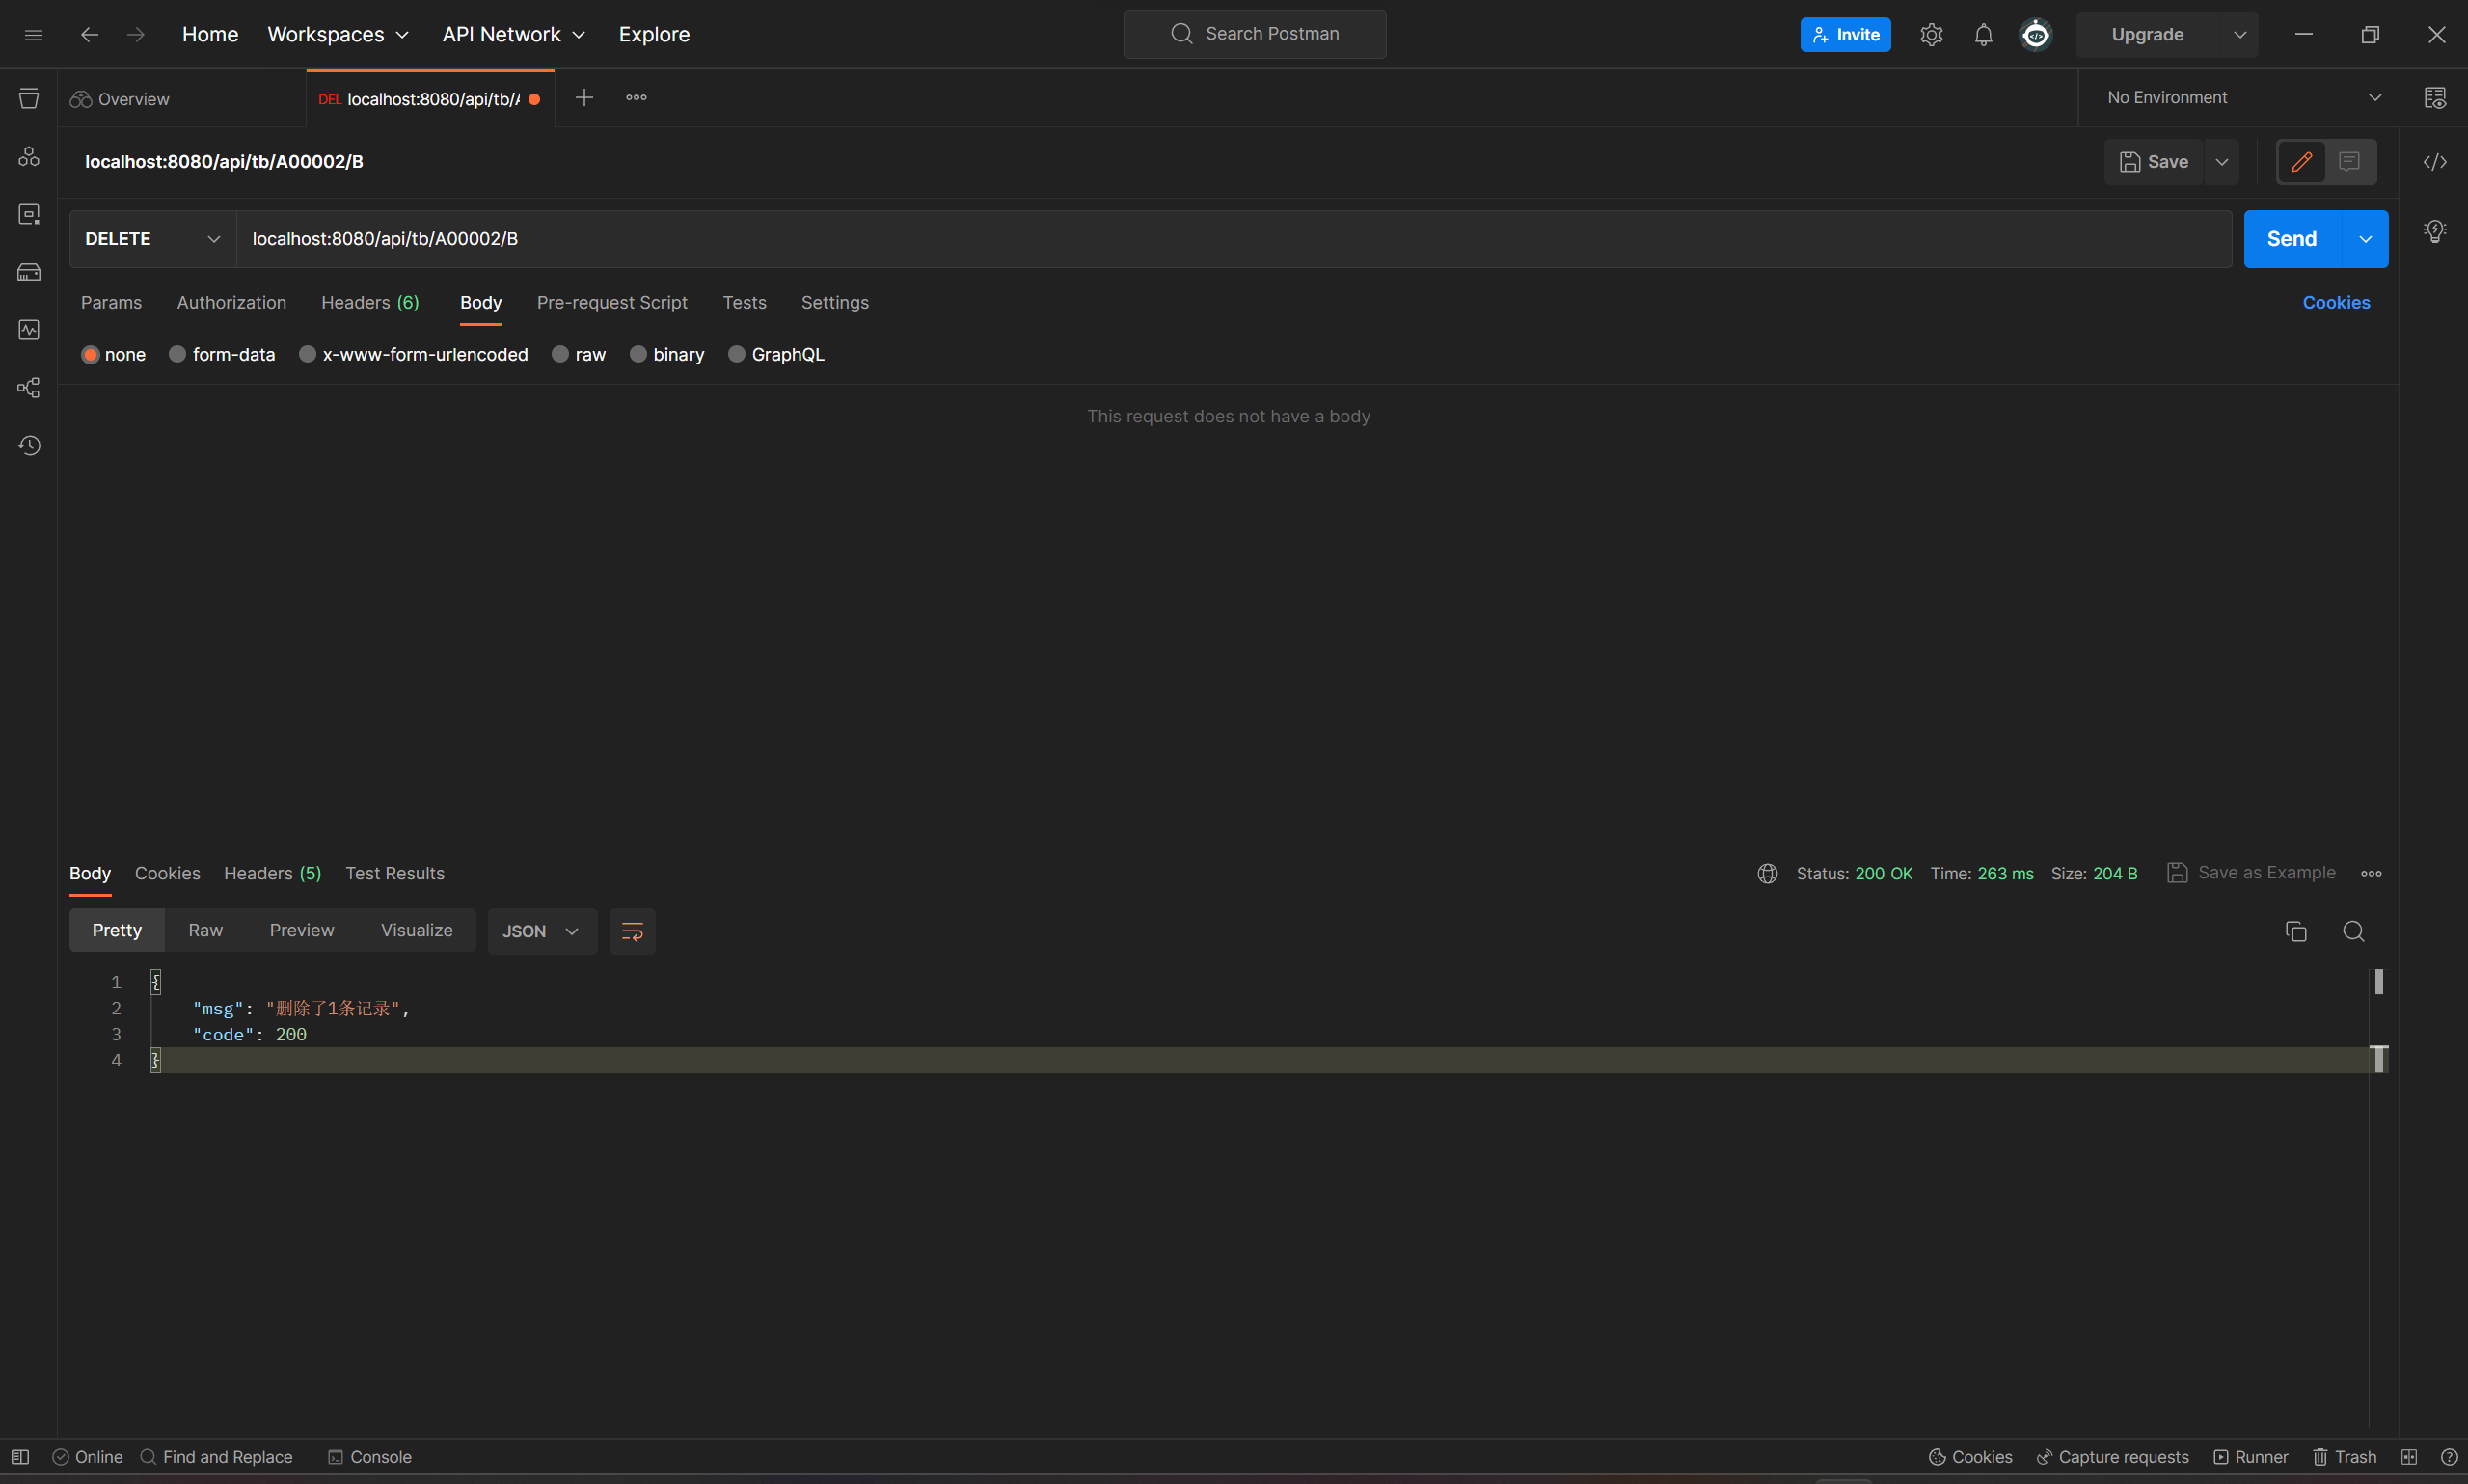 Home Workspaces API Network Explore Search Postman Invite Upgrade
Overview DEL localhost:8080/api/tb/A No Environment
localhost:8080/api/tb/A00002/B Save
DELETE localhost:8080/api/tb/A00002/B Send
Params Authorization Headers (6) Body Pre-request Script Tests Settings Cookies
none form-data x-www-form-urlencoded raw binary GraphQL
This request does not have a body
Body Cookies Headers (5) Test Results Status: 200 OK Time: 263 ms Size: 204 B Save as Example
Pretty Raw Preview Visualize JSON
1 {
2 "msg": "删除了1条记录",
3 "code": 200
4 }
Online Find and Replace Console Cookies Capture requests Runner Trash